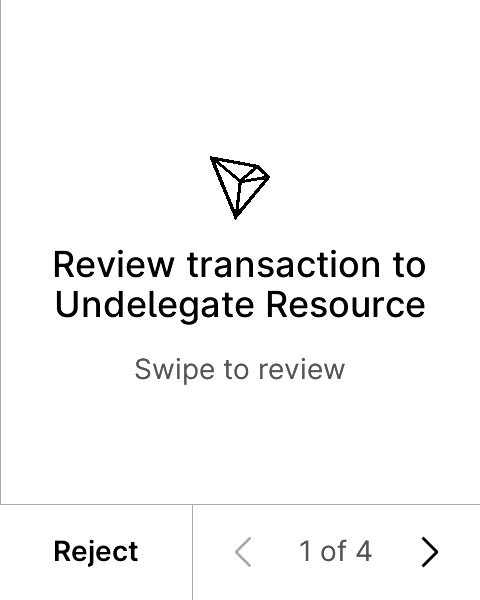 Review transaction to
Undelegate Resource
Swipe to review
Reject
1 of 4